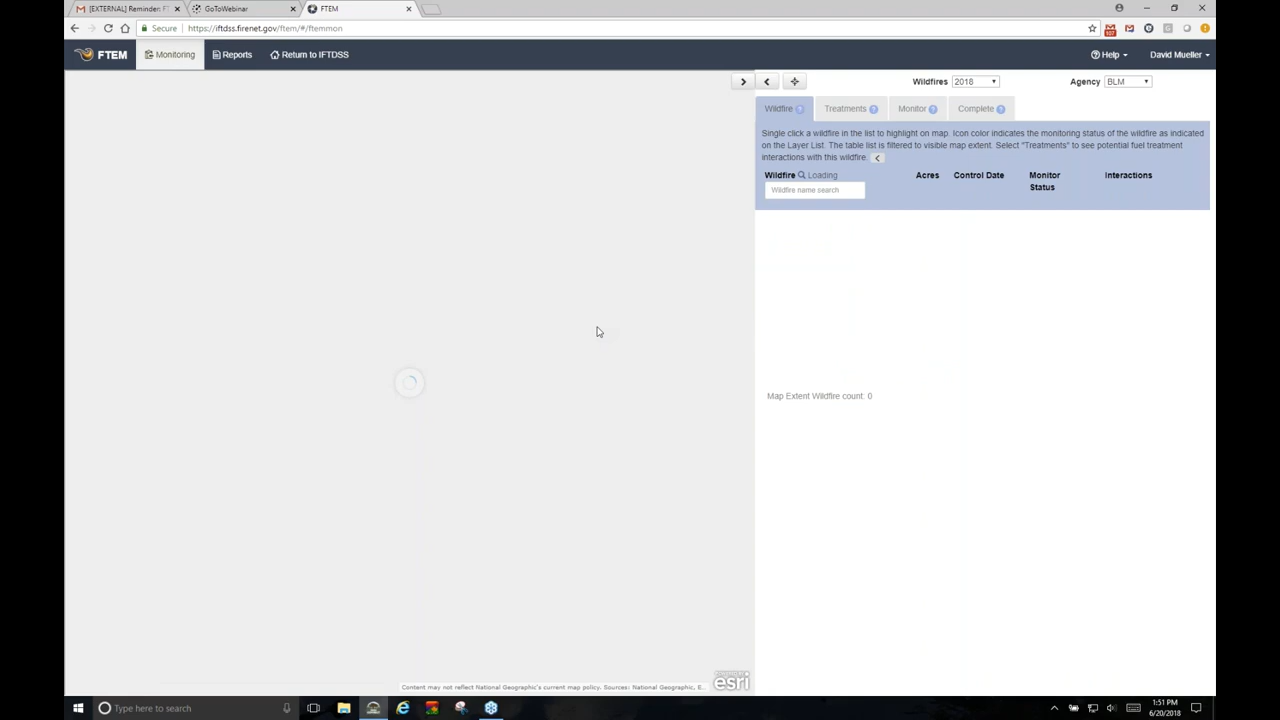 [EXTERNAL] Reminder: FT
GoToWebinar
FTEM
Secure
https://iftdss.firenet.gov/ftem/#/ftemmon
107
FTEM
Monitoring
Reports
Return to IFTDSS
Help
David Mueller
Wildfires
2018
Agency
BLM
Wildfire ?
Treatments ?
Monitor ?
Complete ?
Single click a wildfire in the list to highlight on map. Icon color indicates the monitoring status of the wildfire as indicated
on the Layer List. The table list is filtered to visible map extent. Select "Treatments" to see potential fuel treatment
interactions with this wildfire.
Wildfire Loading
Acres
Control Date
Monitor
Status
Interactions
Wildfire name search
Map Extent Wildfire count: 0
Content may not reflect National Geographic's current map policy. Sources: National Geographic, E..
esri
Type here to search
1:51 PM
6/20/2018